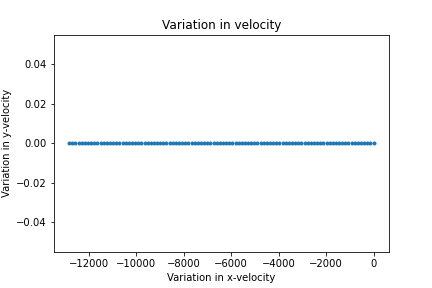 Variation in velocity
Variation in y-velocity
0.04
0.02
0.00
−0.02
−0.04
−12000 −10000 −8000 −6000 −4000 −2000 0
Variation in x-velocity